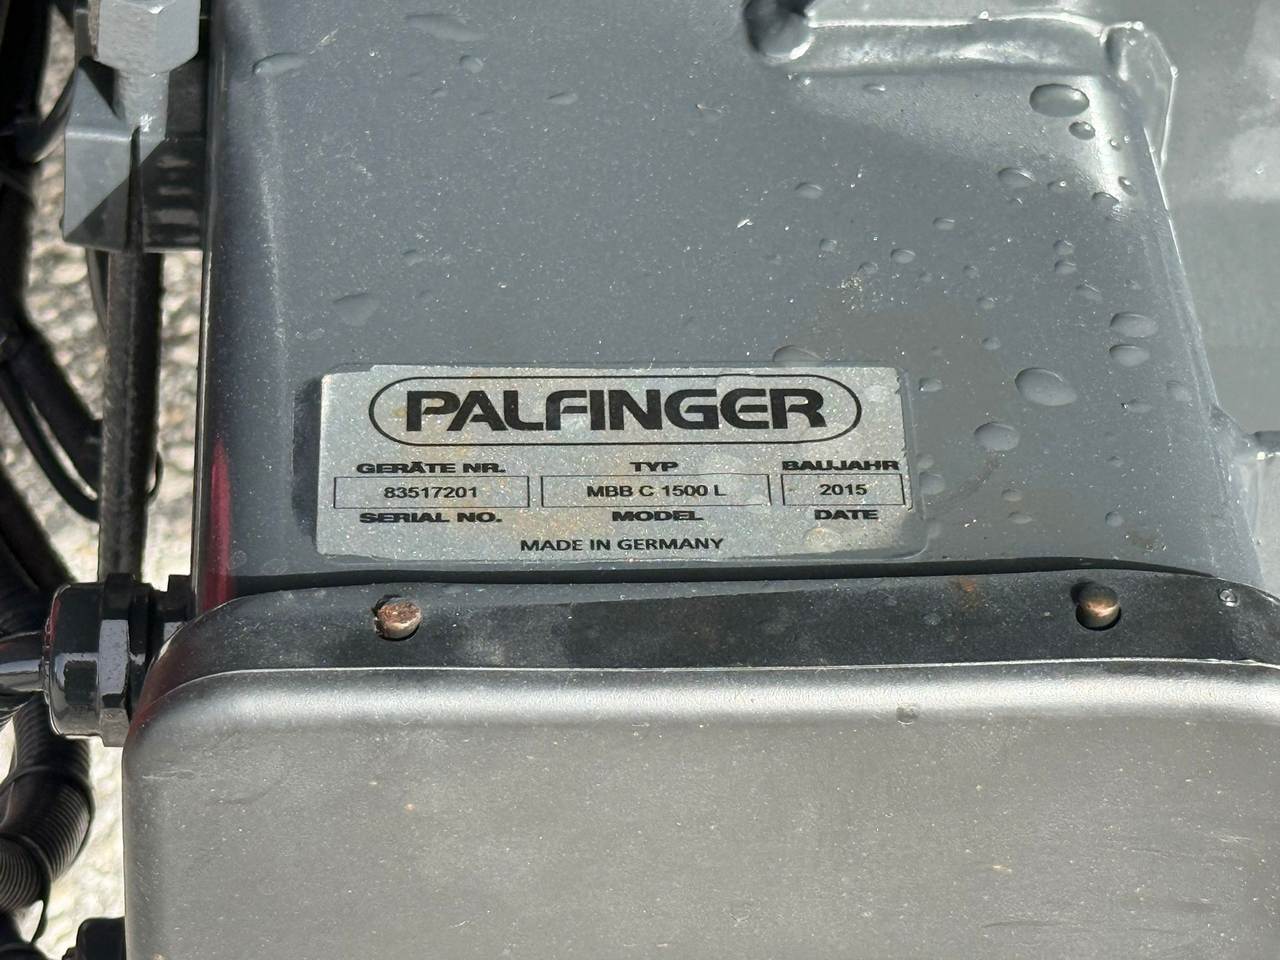 PALFINGER
GERÄTE NR. TYP BAUJAHR
83517201 MBB C 1500 L 2015
SERIAL NO. MODEL DATE
MADE IN GERMANY